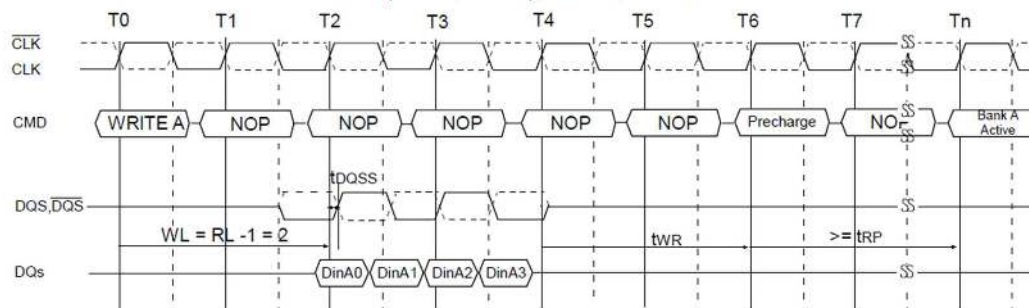 T0 T1 T2 T3 T4 T5 T6 T7 Tn
CLK
CLK
CMD WRITE A NOP NOP NOP NOP NOP Precharge Bank A Active
tDQSS
DQS,DQS
WL = RL -1 = 2 tWR >= tRP
DQs DinA0 DinA1 DinA2 DinA3